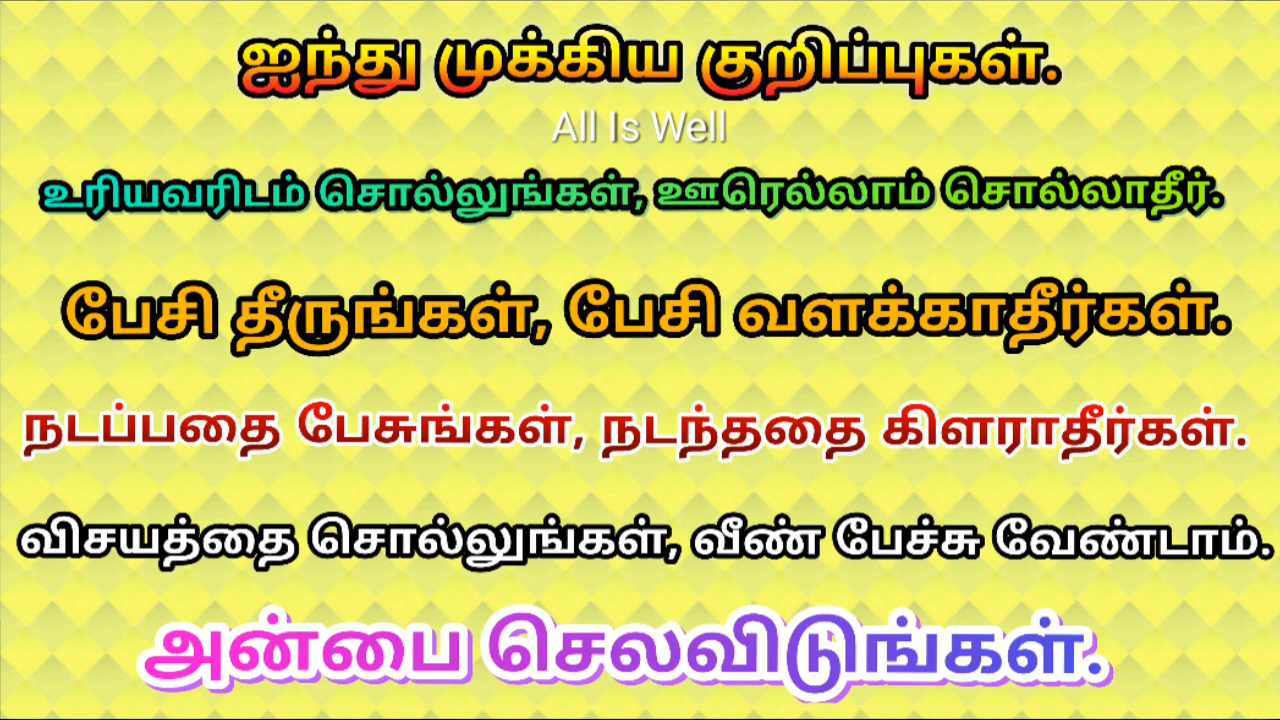 ஐந்து முக்கிய குறிப்புகள்.
All Is Well
உரியவரிடம் சொல்லுங்கள், ஊரெல்லாம் சொல்லாதீர்.
பேசி தீருங்கள், பேசி வளக்காதீர்கள்.
நடப்பதை பேசுங்கள், நடந்ததை கிளராதீர்கள்.
விசயத்தை சொல்லுங்கள், வீண் பேச்சு வேண்டாம்.
அன்பை செலவிடுங்கள்.